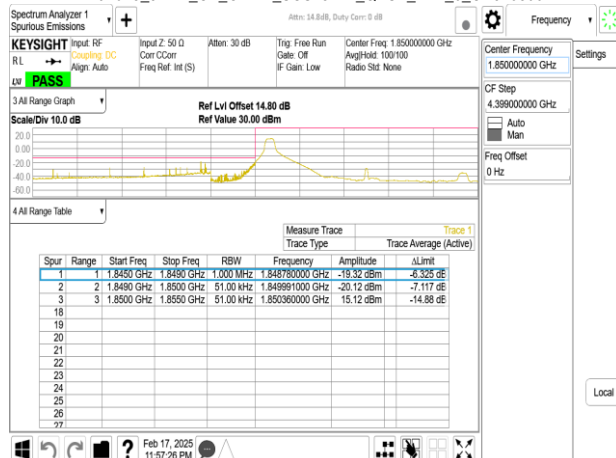 Spectrum Analyzer 1
Spurious Emissions
Attn: 14.8dB, Duty Corr: 0 dB
Frequency
KEYSIGHT
RL
PASS
Input: RF
Coupling: DC
Align: Auto
Input Z: 50 Ω
Corr CCorr
Freq Ref: Int (S)
Atten: 30 dB
Trig: Free Run
Gate: Off
IF Gain: Low
Center Freq: 1.850000000 GHz
Avg|Hold: 100/100
Radio Std: None
Center Frequency
1.850000000 GHz
Settings
CF Step
4.399000000 GHz
Auto
Man
Freq Offset
0 Hz
3 All Range Graph
Scale/Div 10.0 dB
Ref Lvl Offset 14.80 dB
Ref Value 30.00 dBm
20.0
0.00
-20.0
-40.0
-60.0
4 All Range Table
Measure Trace Trace 1
Trace Type Trace Average (Active)
Spur Range Start Freq Stop Freq RBW Frequency Amplitude ΔLimit
1 1 1.8450 GHz 1.8490 GHz 1.000 MHz 1.848780000 GHz -19.32 dBm -6.325 dB
2 2 1.8490 GHz 1.8500 GHz 51.00 kHz 1.849991000 GHz -20.12 dBm -7.117 dB
3 3 1.8500 GHz 1.8550 GHz 51.00 kHz 1.850360000 GHz 15.12 dBm -14.88 dB
18
19
20
21
22
23
24
25
26
27
Local
?
Feb 17, 2025
11:57:26 PM